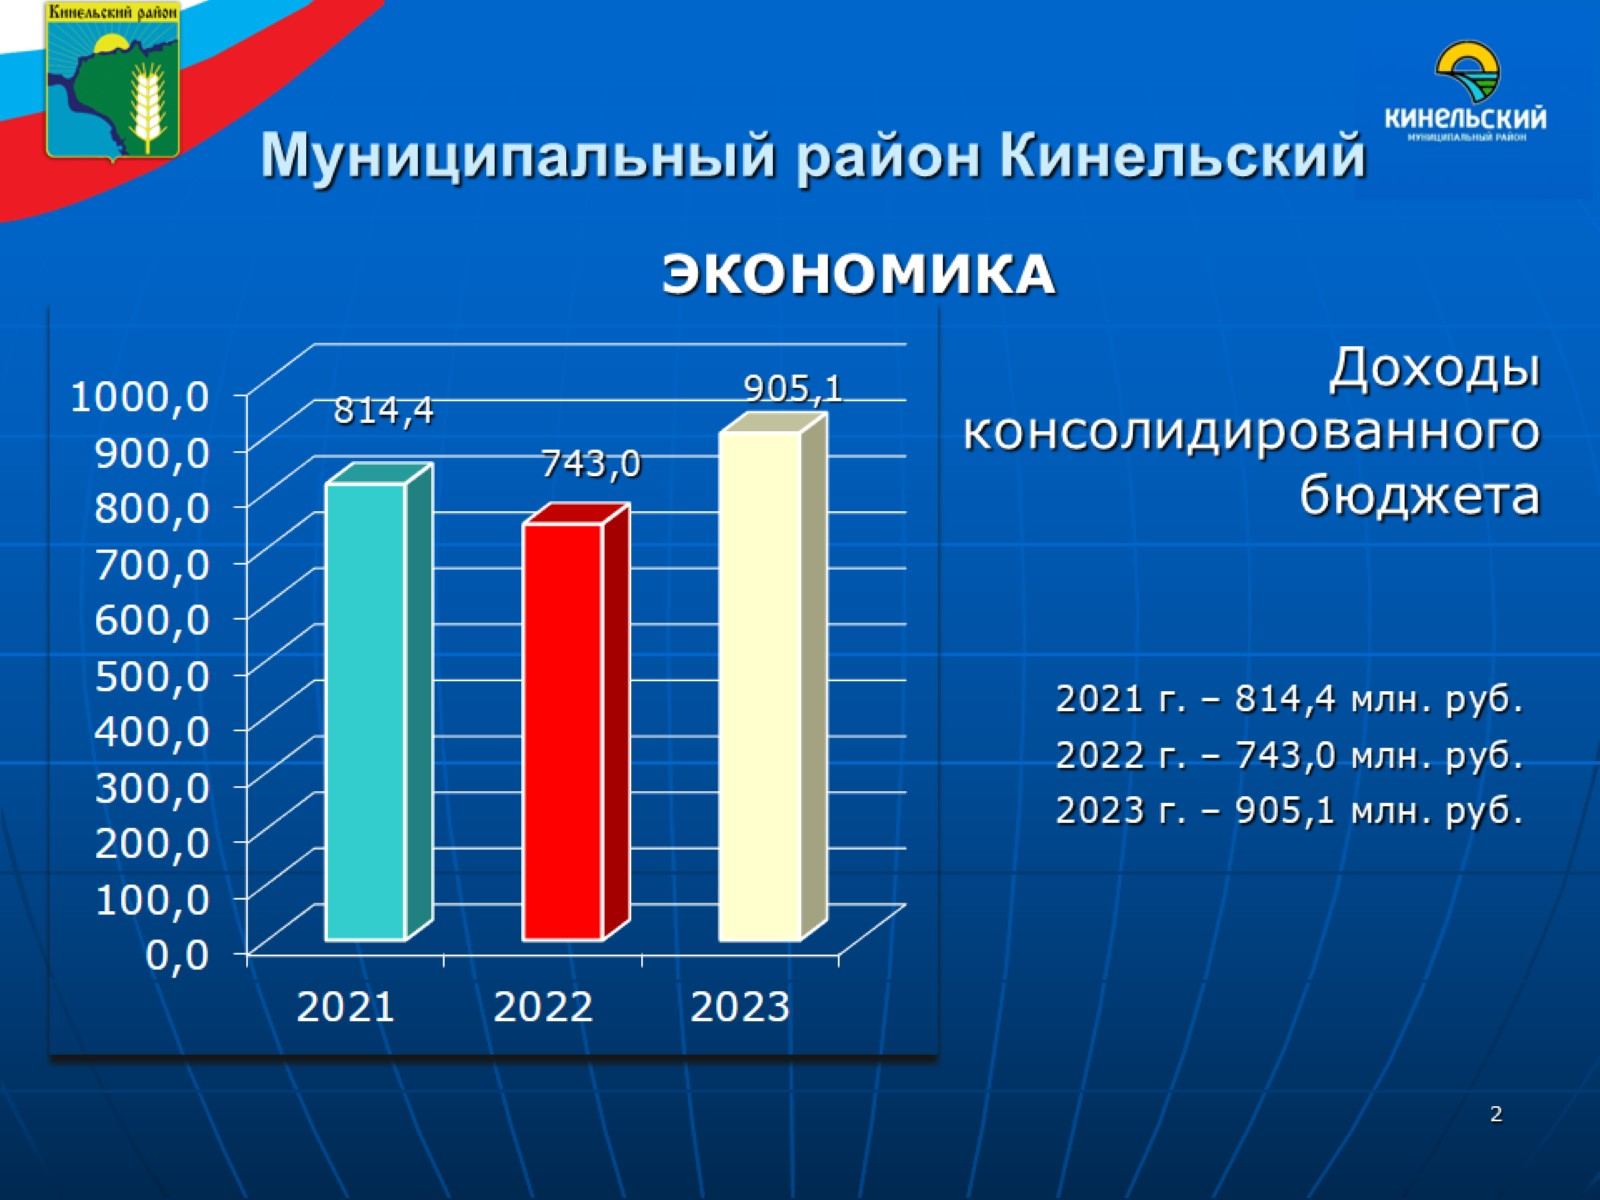 Кинельский район
КИНЕЛЬСКИЙ
МУНИЦИПАЛЬНЫЙ РАЙОН
Муниципальный район Кинельский
ЭКОНОМИКА
1000,0
900,0
800,0
700,0
600,0
500,0
400,0
300,0
200,0
100,0
0,0
814,4
743,0
905,1
2021
2022
2023
Доходы
консолидированного
бюджета
2021 г. – 814,4 млн. руб.
2022 г. – 743,0 млн. руб.
2023 г. – 905,1 млн. руб.
2